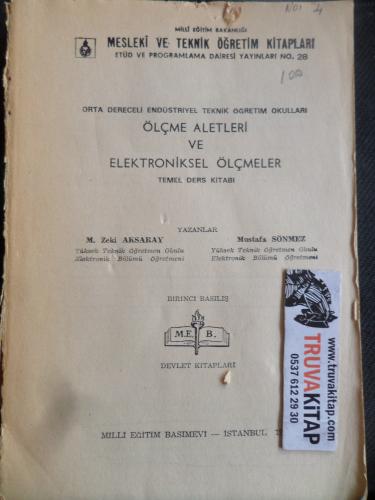 MİLLÎ EĞİTİM BAKANLIĞI
MESLEKİ VE TEKNİK ÖĞRETİM KİTAPLARI
ETÜD VE PROGRAMLAMA DAİRESİ YAYINLARI NO. 28
100
ORTA DERECELİ ENDÜSTRİYEL TEKNİK ÖĞRETİM OKULLARI
ÖLÇME ALETLERİ
VE
ELEKTRONİKSEL ÖLÇMELER
TEMEL DERS KİTABI
YAZANLAR
M. Zeki AKSARAY Mustafa SÖNMEZ
Yüksek Teknik Öğretmen Okulu Yüksek Teknik Öğretmen Okulu
Elektronik Bölümü Öğretmeni Elektronik Bölümü Öğretmeni
BİRİNCİ BASILIŞ
M.E. B.
DEVLET KİTAPLARI
MİLLÎ EĞİTİM BASIMEVİ — İSTANBUL 1
www.truvakitap.com
TRUVAKİTAP
0537 612 29 30